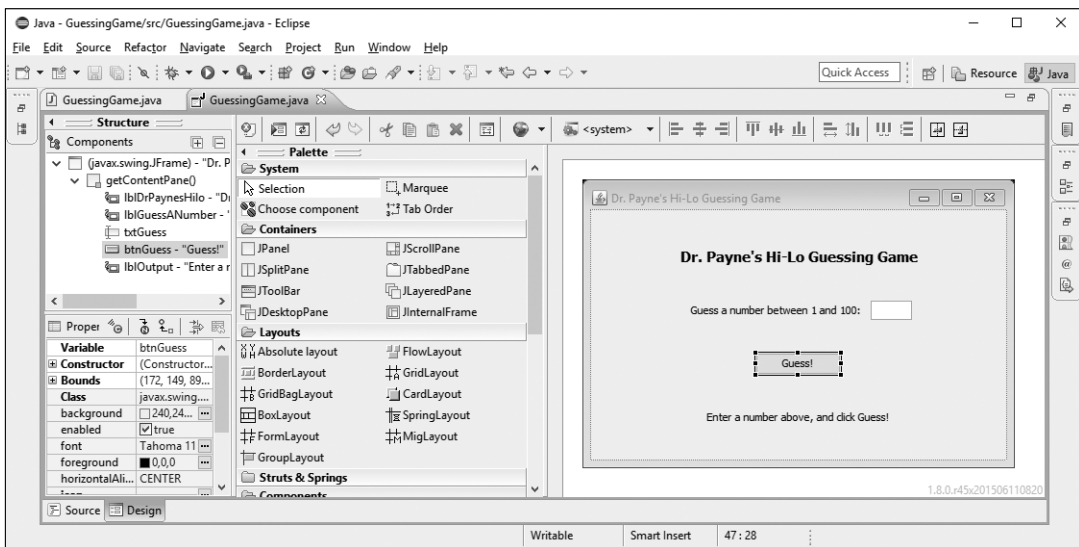 Java - GuessingGame/src/GuessingGame.java - Eclipse
File Edit Source Refactor Navigate Search Project Run Window Help
Quick Access
Resource
Java
GuessingGame.java
GuessingGame.java
Structure
Components
(javax.swing.JFrame) - "Dr. P
getContentPane()
lblDrPaynesHilo - "Dr
lblGuessANumber - "
txtGuess
btnGuess - "Guess!"
lblOutput - "Enter a r
Proper
Variable btnGuess
Constructor (Constructor...
Bounds (172, 149, 89...
Class javax.swing....
background 240,24... ...
enabled true
font Tahoma 11 ...
foreground 0,0,0 ...
horizontalAli... CENTER
<system>
Palette
System
Selection Marquee
Choose component Tab Order
Containers
JPanel JScrollPane
JSplitPane JTabbedPane
JToolBar JLayeredPane
JDesktopPane JInternalFrame
Layouts
Absolute layout FlowLayout
BorderLayout GridLayout
GridBagLayout CardLayout
BoxLayout SpringLayout
FormLayout MigLayout
GroupLayout
Struts & Springs
Components
Dr. Payne's Hi-Lo Guessing Game
Dr. Payne's Hi-Lo Guessing Game
Guess a number between 1 and 100:
Guess!
Enter a number above, and click Guess!
1.8.0.r45x201506110820
Source Design
Writable Smart Insert 47 : 28